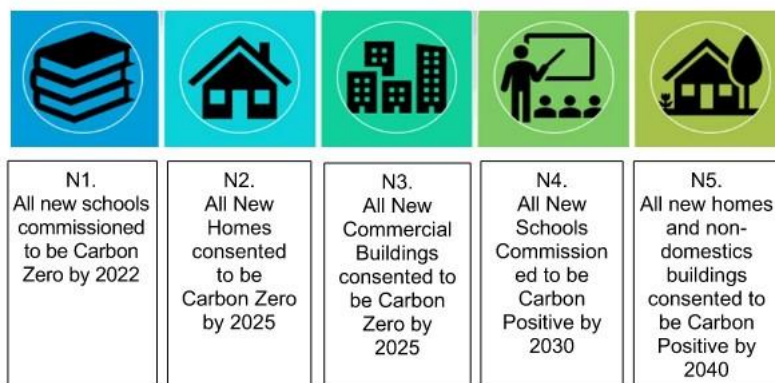 N1.
All new schools
commissioned
to be Carbon
Zero by 2022
N2.
All New
Homes
consented
to be
Carbon Zero
by 2025
N3.
All New
Commercial
Buildings
consented to
be Carbon
Zero by
2025
N4.
All New
Schools
Commission
ed to be
Carbon
Positive by
2030
N5.
All new homes
and non-
domestics
buildings
consented to
be Carbon
Positive by
2040